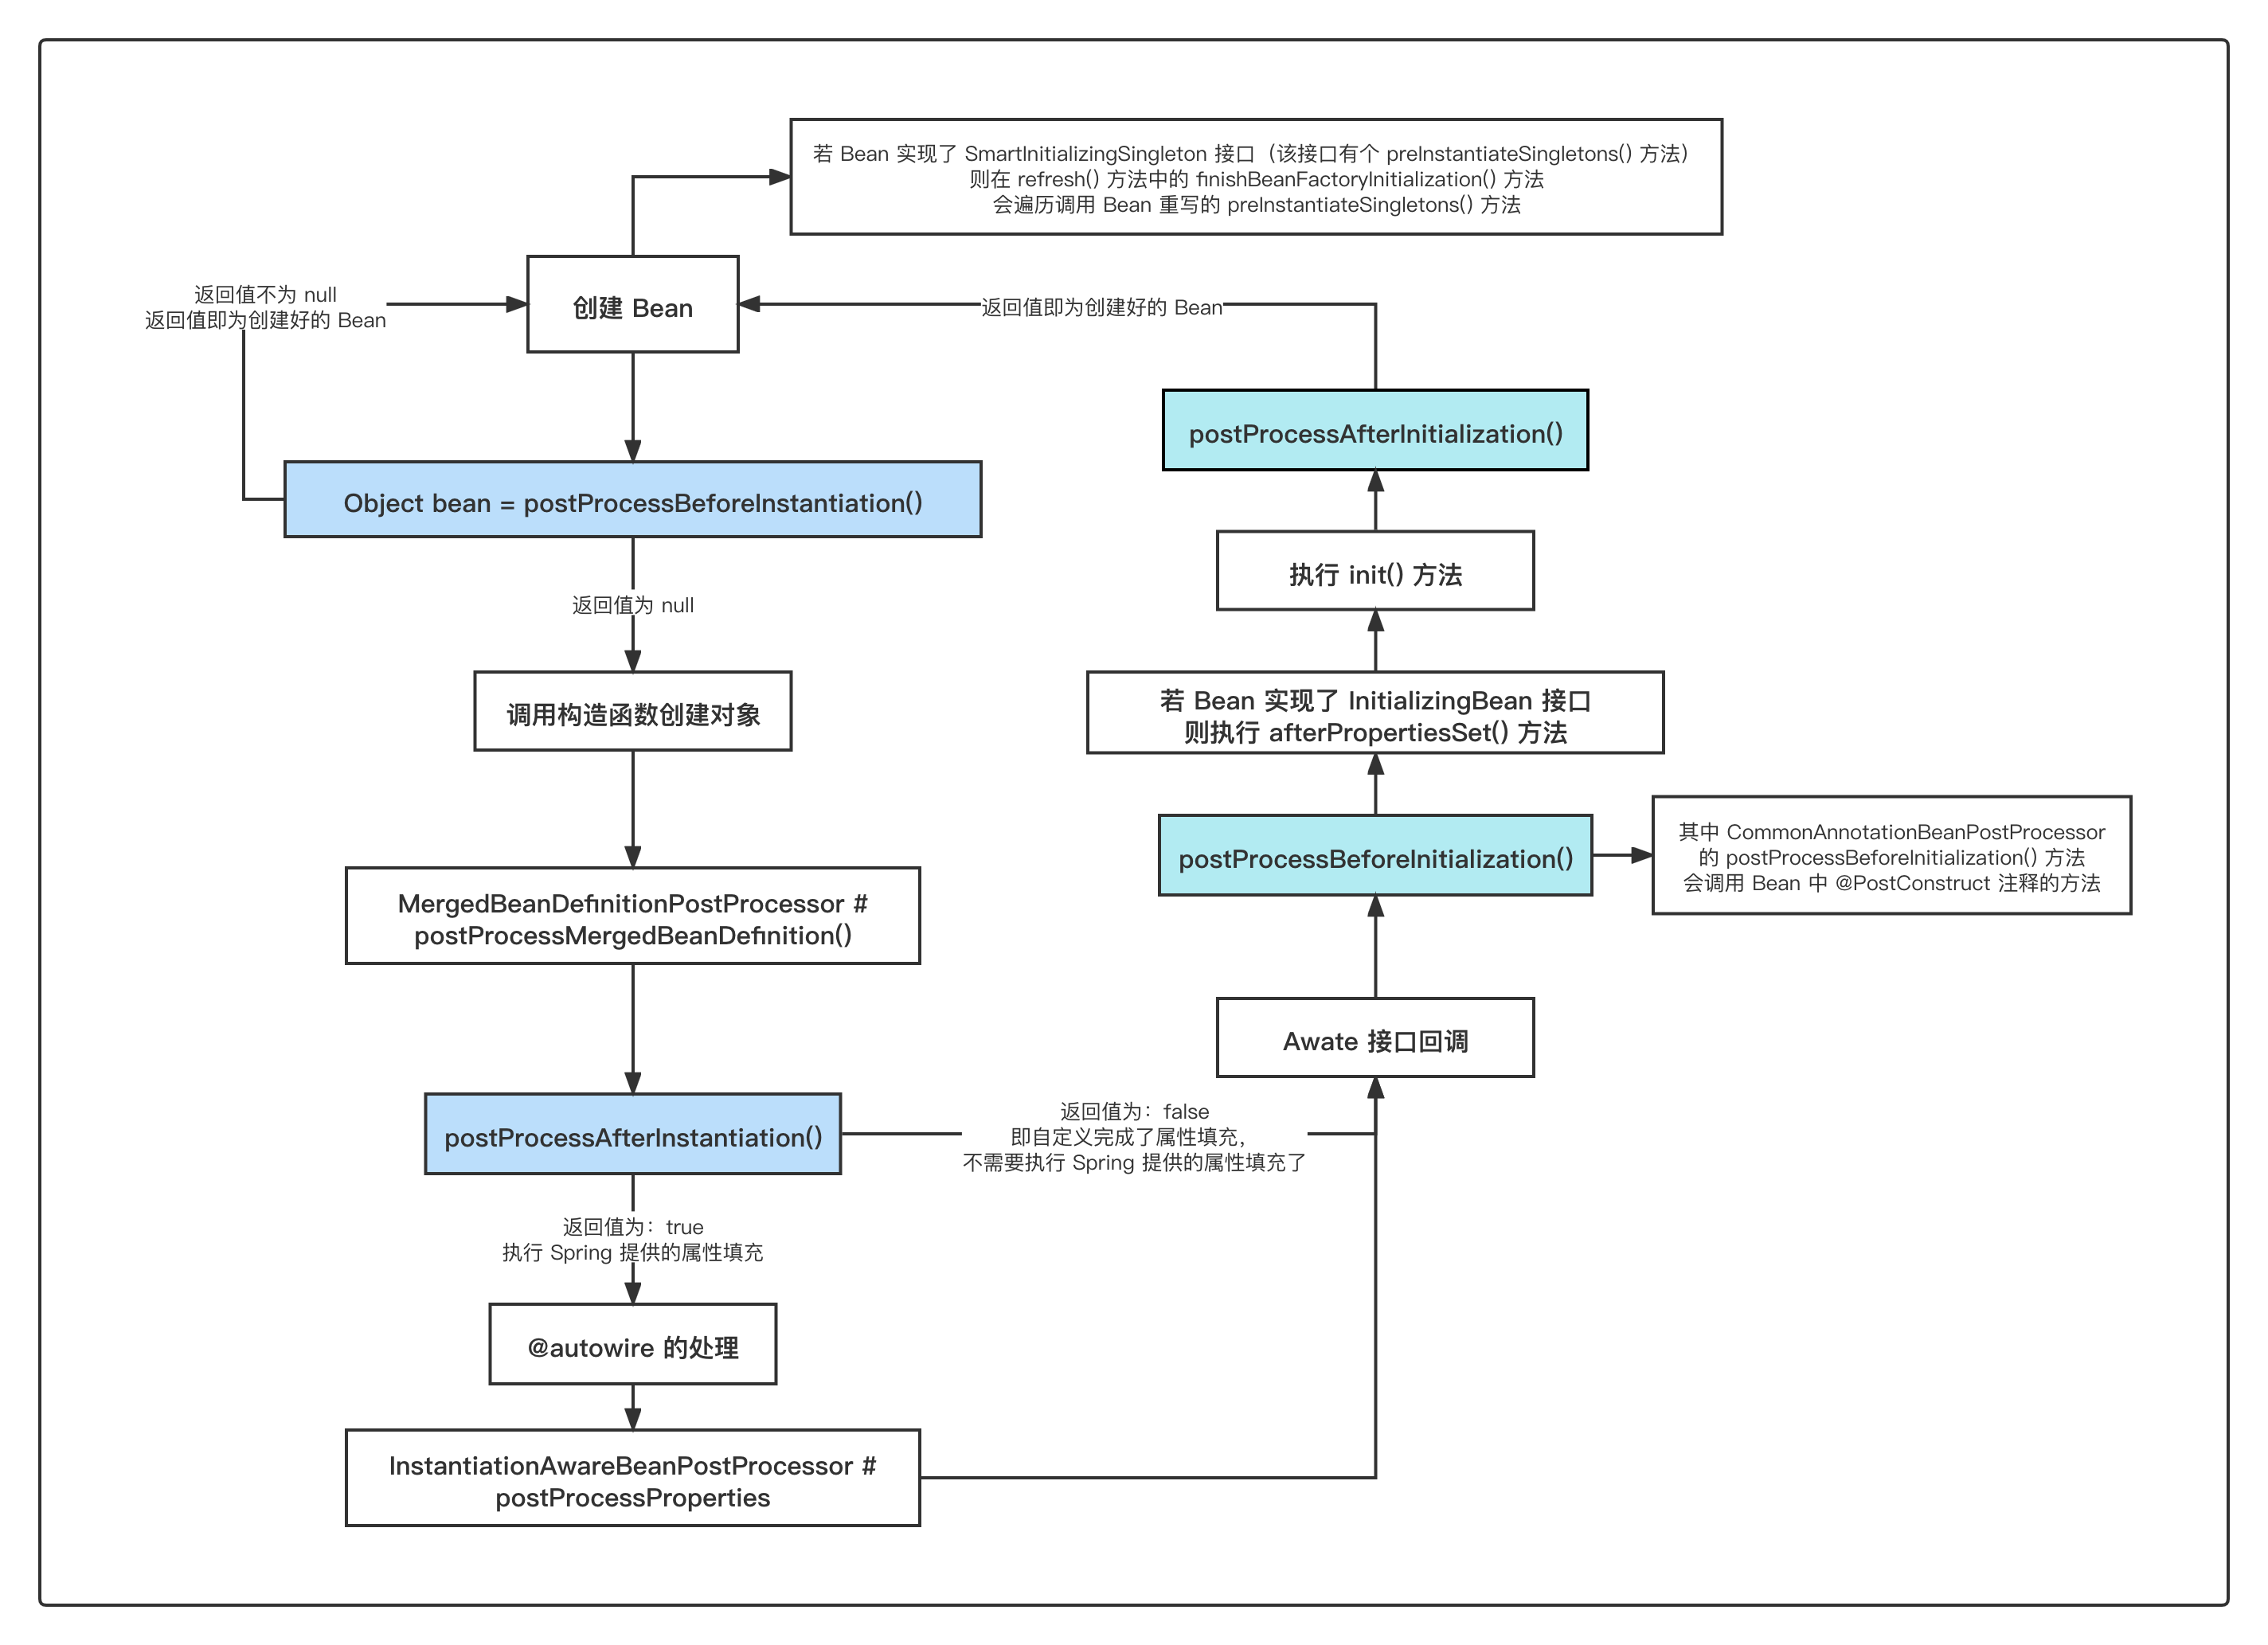 若 Bean 实现了 SmartInitializingSingleton 接口（该接口有个 preInstantiateSingletons() 方法）
则在 refresh() 方法中的 finishBeanFactoryInitialization() 方法
会遍历调用 Bean 重写的 preInstantiateSingletons() 方法
返回值不为 null
返回值即为创建好的 Bean
创建 Bean
返回值即为创建好的 Bean
Object bean = postProcessBeforeInstantiation()
返回值为 null
调用构造函数创建对象
MergedBeanDefinitionPostProcessor #
postProcessMergedBeanDefinition()
postProcessAfterInstantiation()
返回值为：true
执行 Spring 提供的属性填充
@autowire 的处理
InstantiationAwareBeanPostProcessor #
postProcessProperties
返回值为：false
即自定义完成了属性填充，
不需要执行 Spring 提供的属性填充了
Awate 接口回调
postProcessBeforeInitialization()
其中 CommonAnnotationBeanPostProcessor
的 postProcessBeforeInitialization() 方法
会调用 Bean 中 @PostConstruct 注释的方法
若 Bean 实现了 InitializingBean 接口
则执行 afterPropertiesSet() 方法
执行 init() 方法
postProcessAfterInitialization()